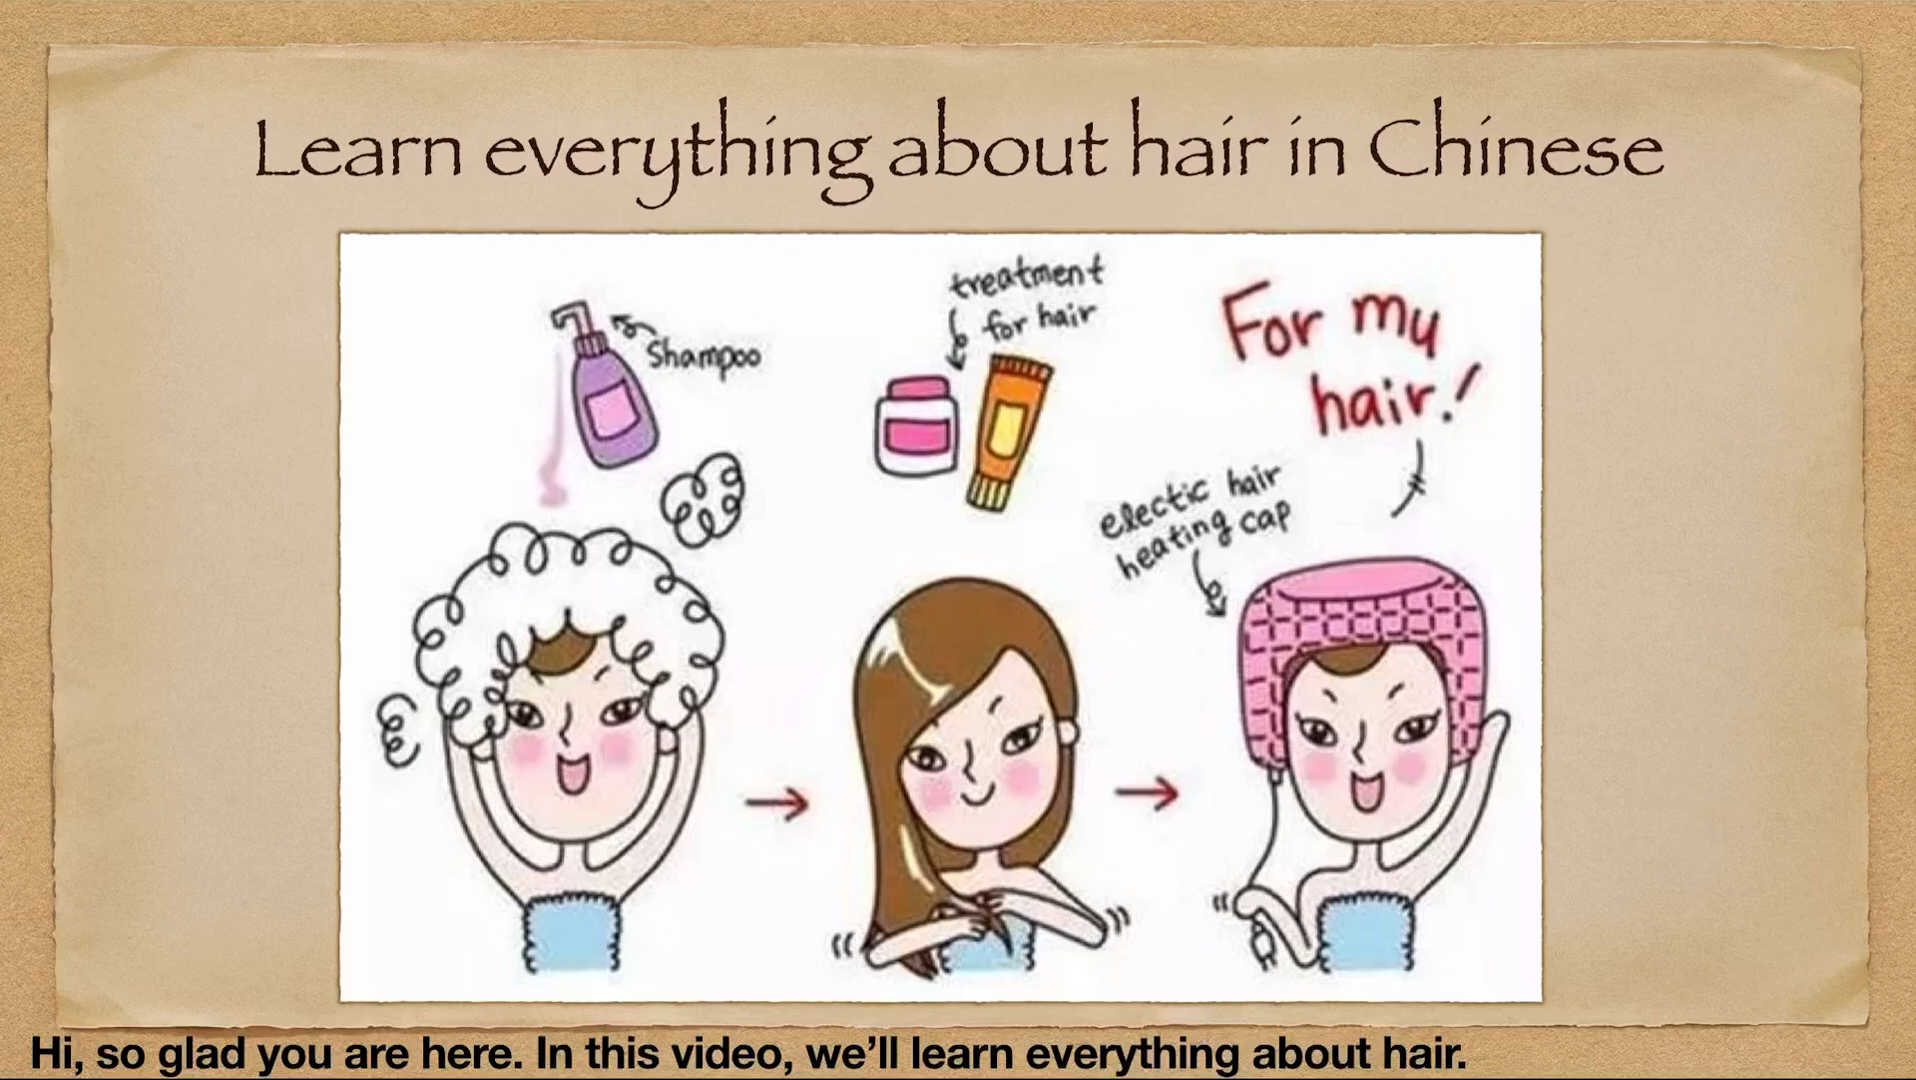 Learn everything about hair in Chinese
Shampoo
treatment
for hair
For my
hair!
electic hair
heating cap
Hi, so glad you are here. In this video, we'll learn everything about hair.